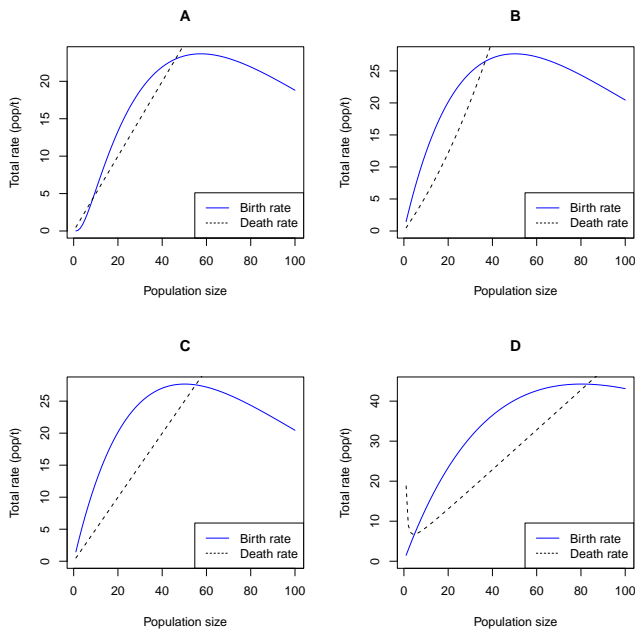 A
Total rate (pop/t)
0 5 10 15 20
Birth rate
Death rate
0 20 40 60 80 100
Population size
B
Total rate (pop/t)
0 5 10 15 20 25
Birth rate
Death rate
0 20 40 60 80 100
Population size
C
Total rate (pop/t)
0 5 10 15 20 25
Birth rate
Death rate
0 20 40 60 80 100
Population size
D
Total rate (pop/t)
0 10 20 30 40
Birth rate
Death rate
0 20 40 60 80 100
Population size